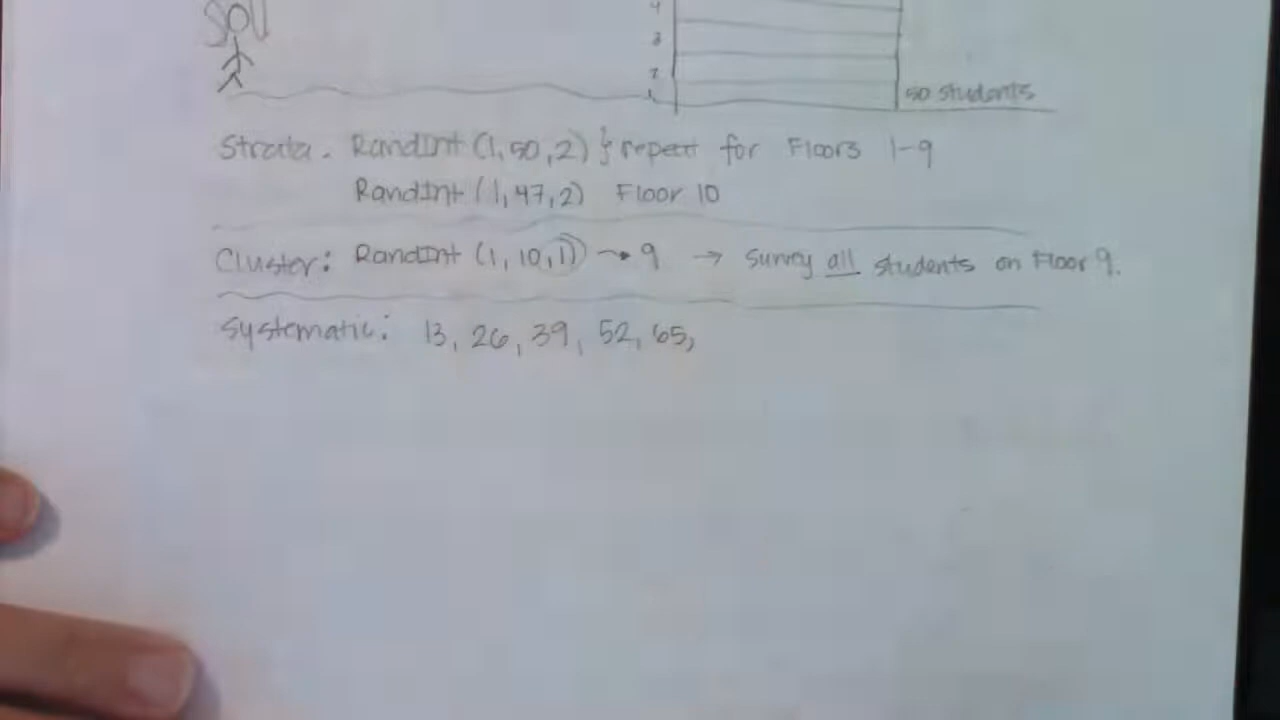 SOU
4
3
2
1
50 students
Strata. RandInt (1,50,2) } repeat for Floors 1-9
RandInt (1,47,2) Floor 10
Cluster: RandInt (1,10,1) → 9 → survey all students on Floor 9.
Systematic: 13, 26, 39, 52, 65,